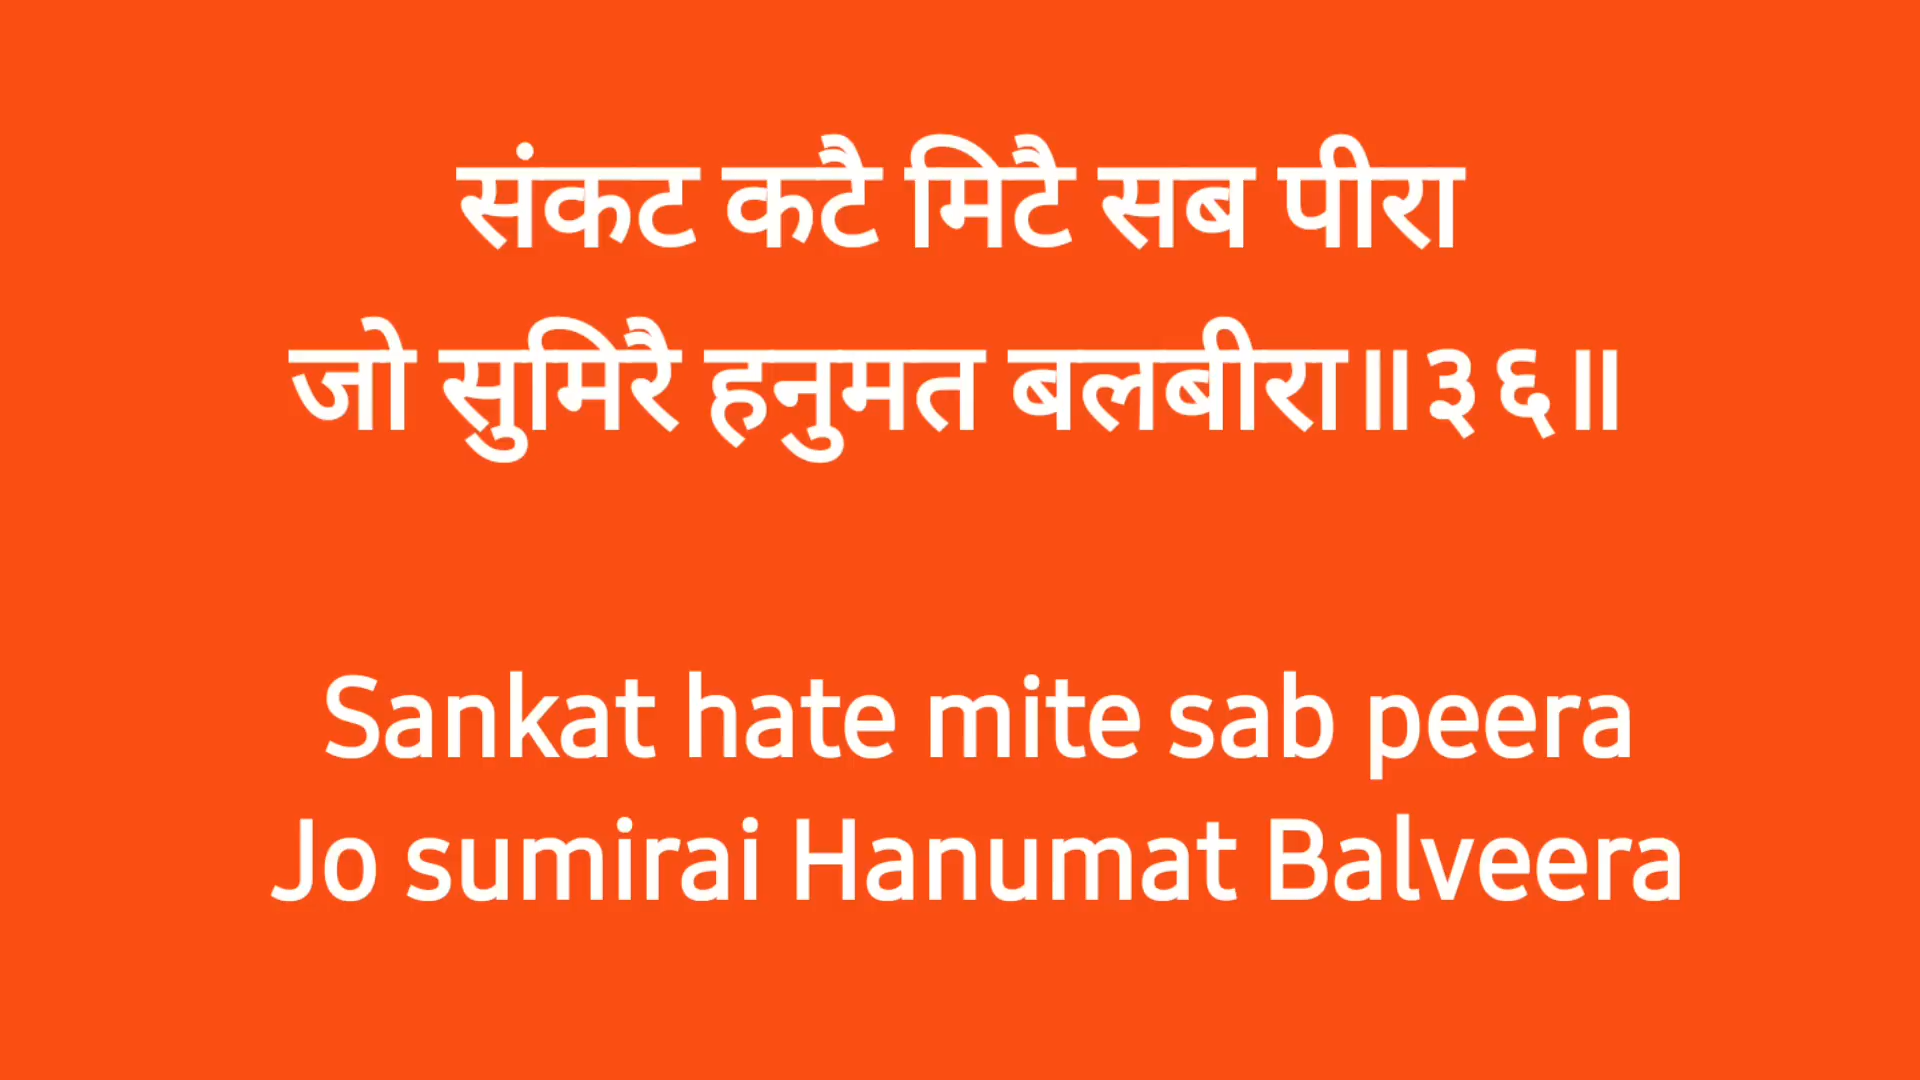 संकट कटै मिटै सब पीरा
जो सुमिरै हनुमत बलबीरा॥३६॥
Sankat hate mite sab peera
Jo sumirai Hanumat Balveera